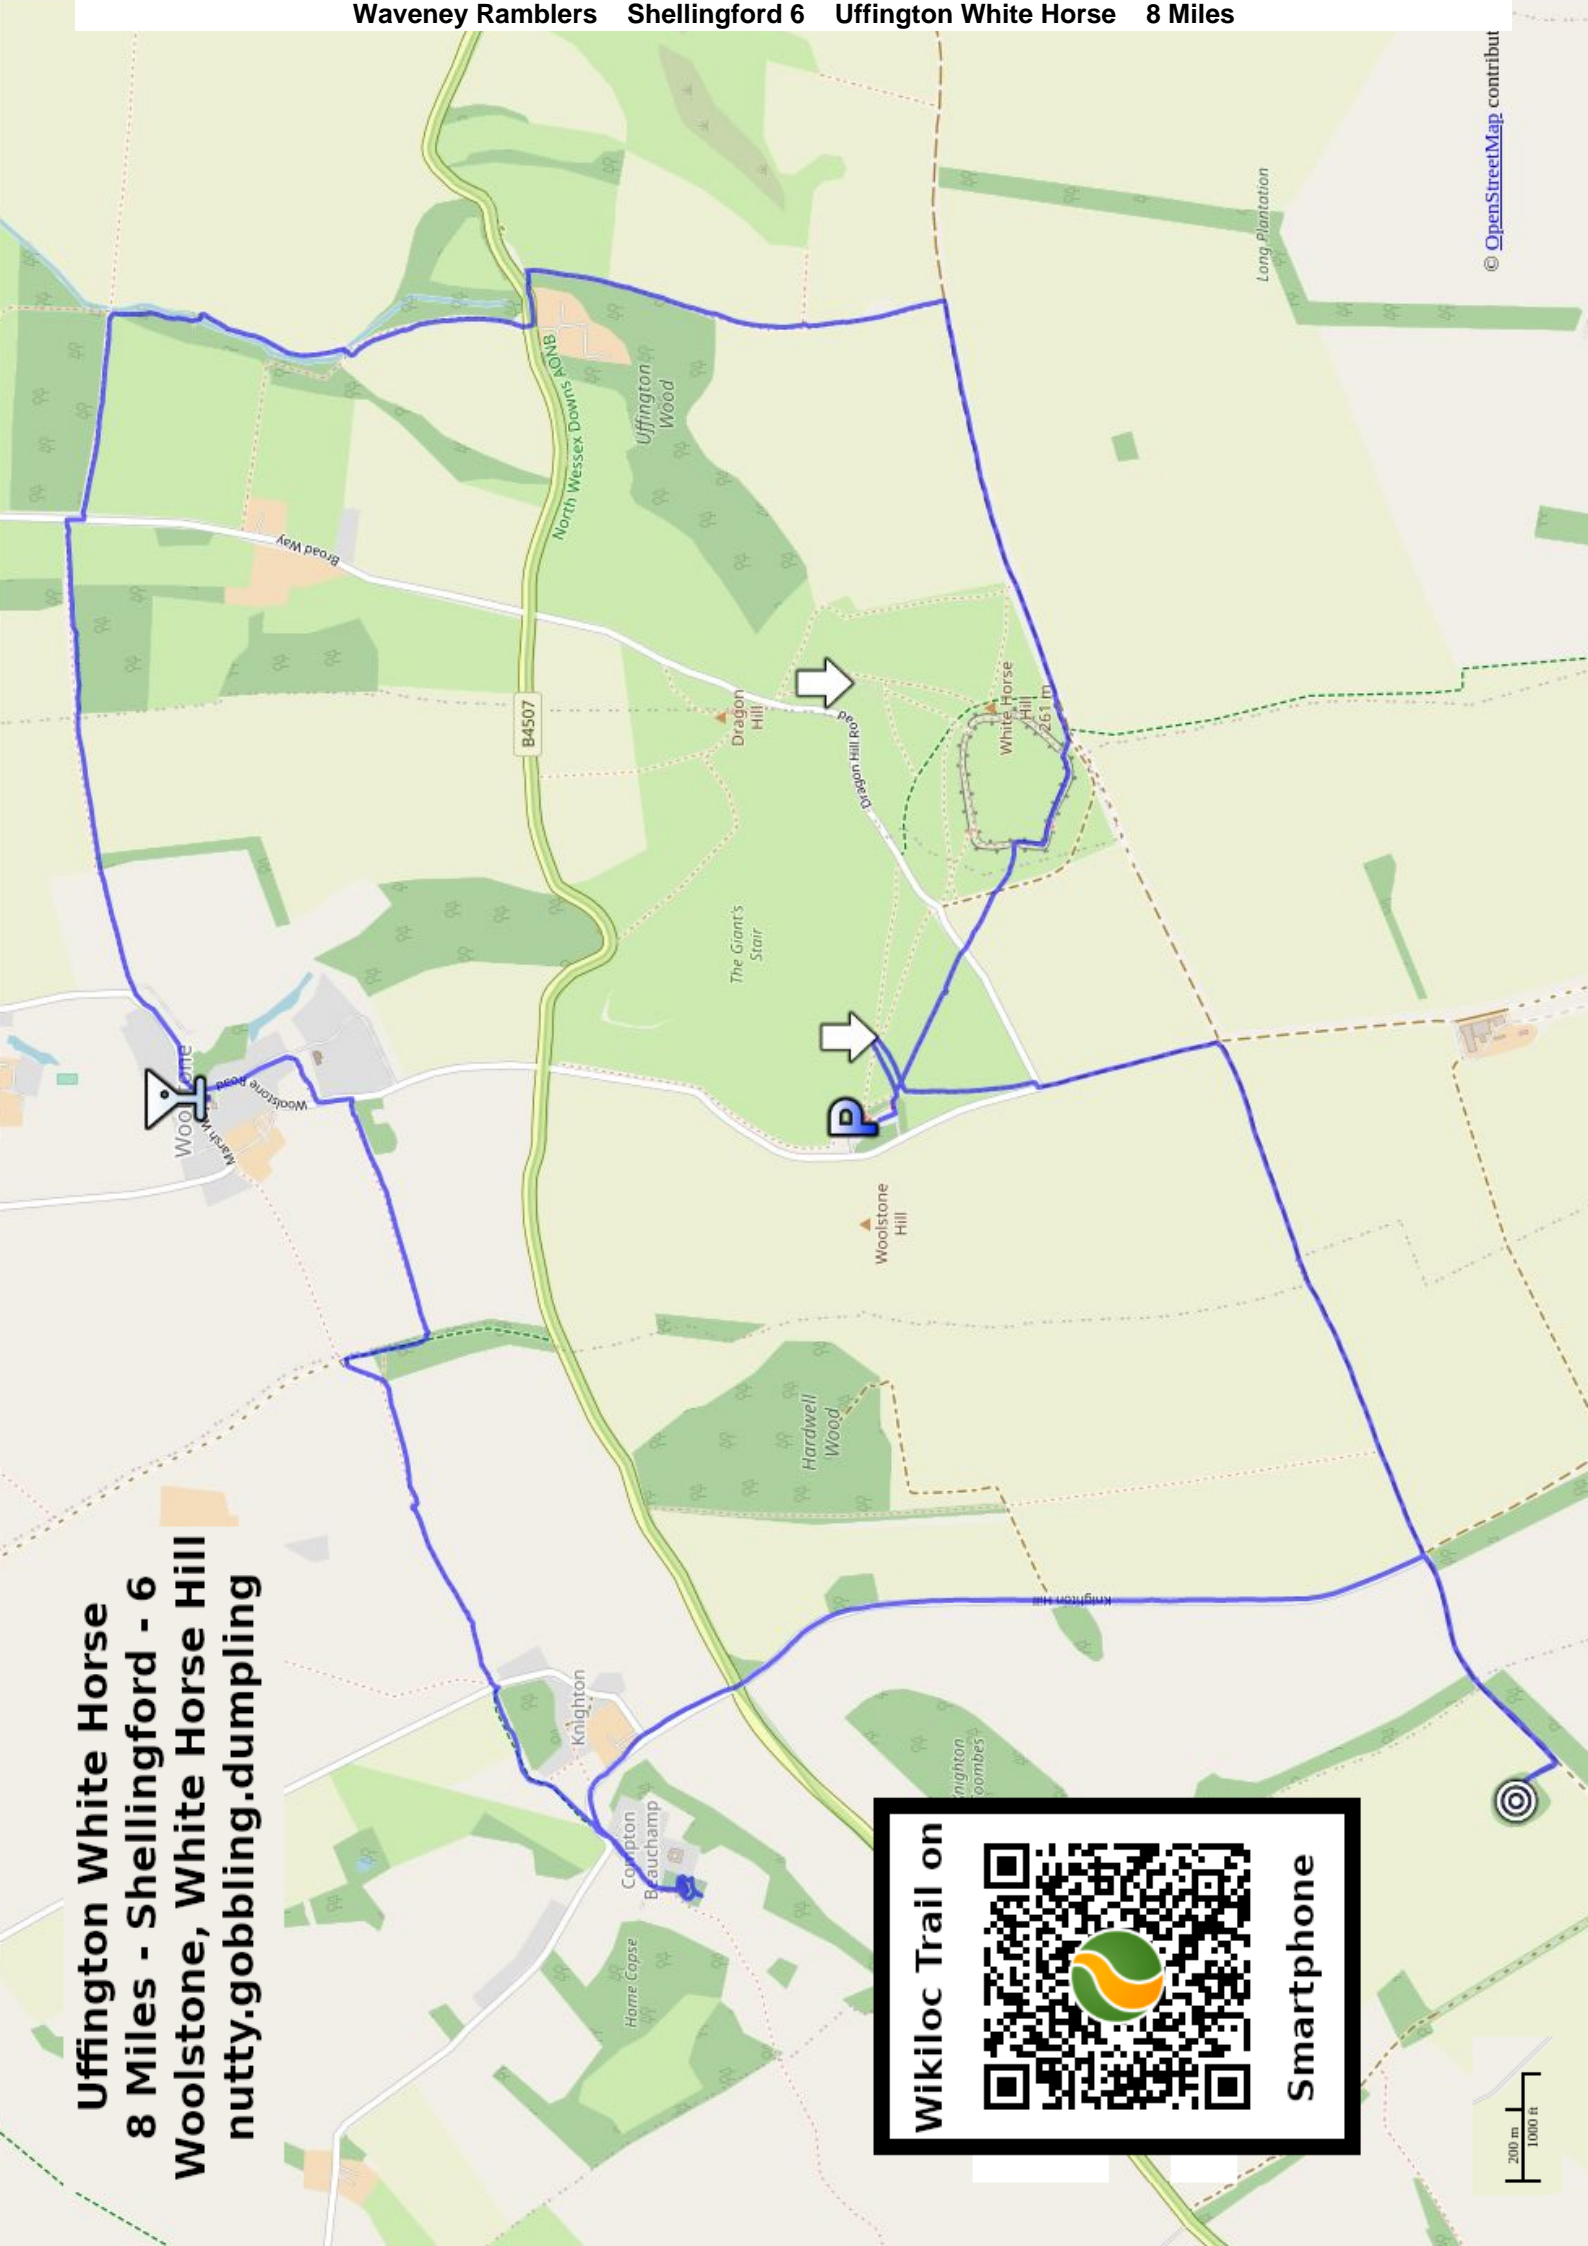 Waveney Ramblers Shellingford 6 Uffington White Horse 8 Miles
Uffington White Horse
8 Miles - Shellingford - 6
Woolstone, White Horse Hill
nutty.gobbling.dumpling
© OpenStreetMap contribut
Long Plantation
North Wessex Downs AONB
Uffington
Wood
Broad Way
B4507
Dragon
Hill
Dragon Hill Road
White Horse
Hill
261 m
The Giant's
Stair
Woolstone Road
P
Woolstone
Hill
Hardwell
Wood
Knighton Hill
Knighton
Compton
Beauchamp
Home Copse
Wikiloc Trail on
Smartphone
200 m
1000 ft